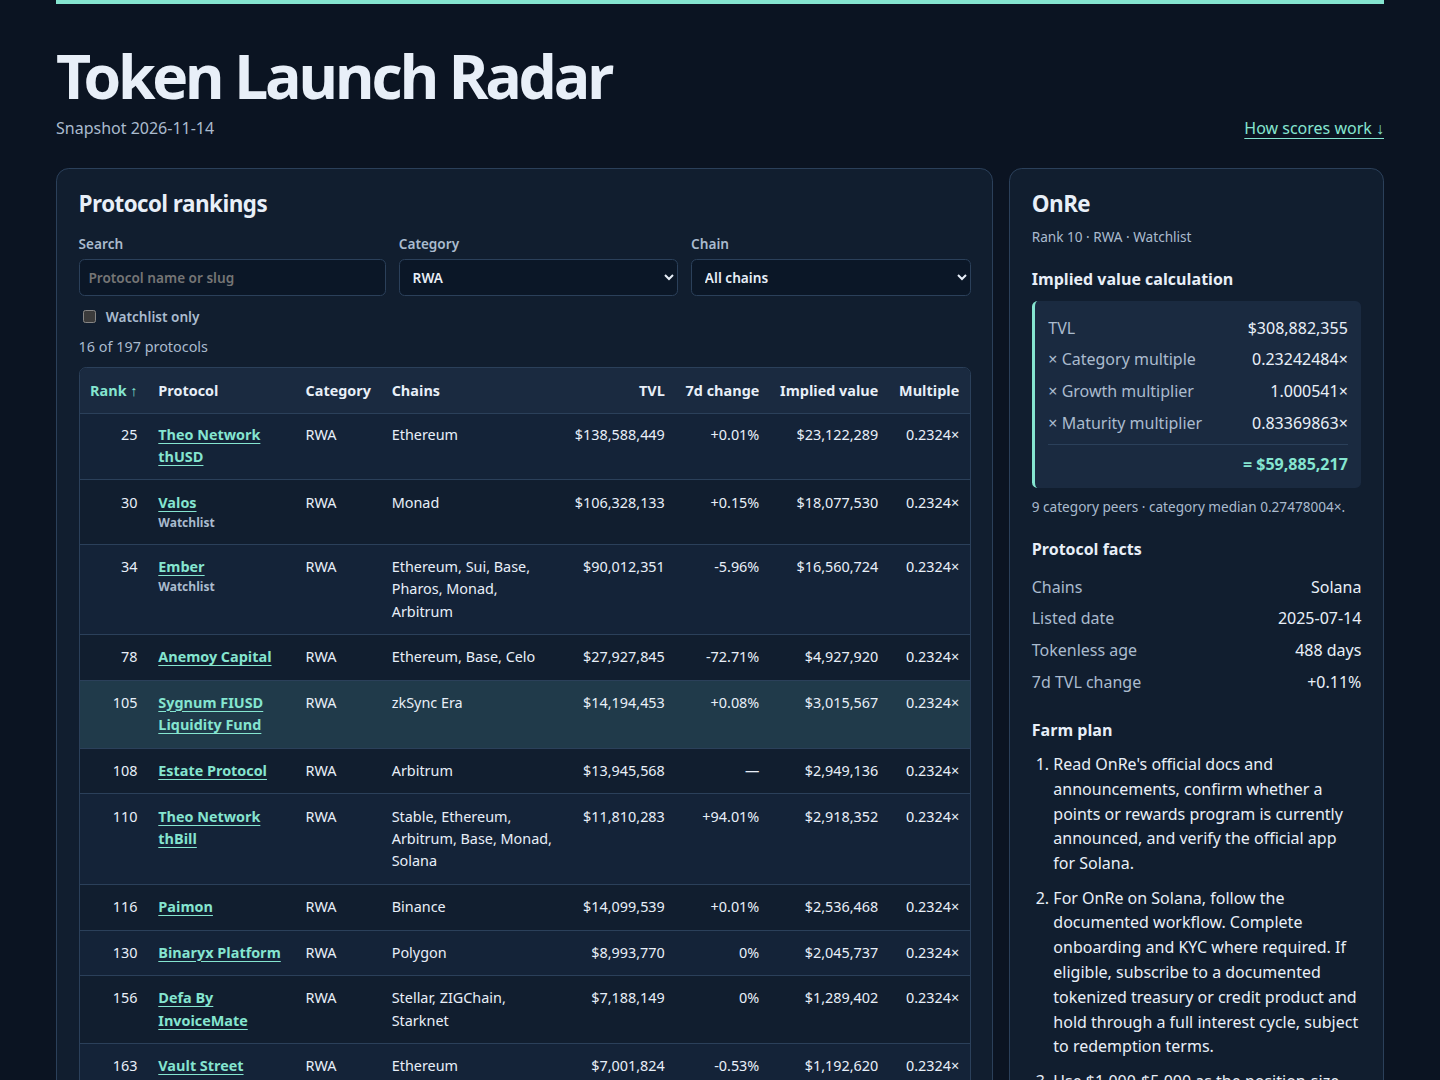 Token Launch Radar
Snapshot 2026-11-14
How scores work ↓
Protocol rankings
Search
Category
Chain
Protocol name or slug
RWA
All chains
Watchlist only
16 of 197 protocols
Rank ↑ Protocol Category Chains TVL 7d change Implied value Multiple
25 Theo Network RWA Ethereum $138,588,449 +0.01% $23,122,289 0.2324×
thUSD
30 Valos RWA Monad $106,328,133 +0.15% $18,077,530 0.2324×
Watchlist
34 Ember RWA Ethereum, Sui, Base, $90,012,351 -5.96% $16,560,724 0.2324×
Watchlist Pharos, Monad,
Arbitrum
78 Anemoy Capital RWA Ethereum, Base, Celo $27,927,845 -72.71% $4,927,920 0.2324×
105 Sygnum FIUSD RWA zkSync Era $14,194,453 +0.08% $3,015,567 0.2324×
Liquidity Fund
108 Estate Protocol RWA Arbitrum $13,945,568 — $2,949,136 0.2324×
110 Theo Network RWA Stable, Ethereum, $11,810,283 +94.01% $2,918,352 0.2324×
thBill Arbitrum, Base, Monad,
Solana
116 Paimon RWA Binance $14,099,539 +0.01% $2,536,468 0.2324×
130 Binaryx Platform RWA Polygon $8,993,770 0% $2,045,737 0.2324×
156 Defa By RWA Stellar, ZIGChain, $7,188,149 0% $1,289,402 0.2324×
InvoiceMate Starknet
163 Vault Street RWA Ethereum $7,001,824 -0.53% $1,192,620 0.2324×
OnRe
Rank 10 · RWA · Watchlist
Implied value calculation
TVL $308,882,355
× Category multiple 0.23242484×
× Growth multiplier 1.000541×
× Maturity multiplier 0.83369863×
= $59,885,217
9 category peers · category median 0.27478004×.
Protocol facts
Chains Solana
Listed date 2025-07-14
Tokenless age 488 days
7d TVL change +0.11%
Farm plan
1. Read OnRe's official docs and
announcements, confirm whether a
points or rewards program is currently
announced, and verify the official app
for Solana.
2. For OnRe on Solana, follow the
documented workflow. Complete
onboarding and KYC where required. If
eligible, subscribe to a documented
tokenized treasury or credit product and
hold through a full interest cycle, subject
to redemption terms.
3. Use $1,000-$5,000 as the position size